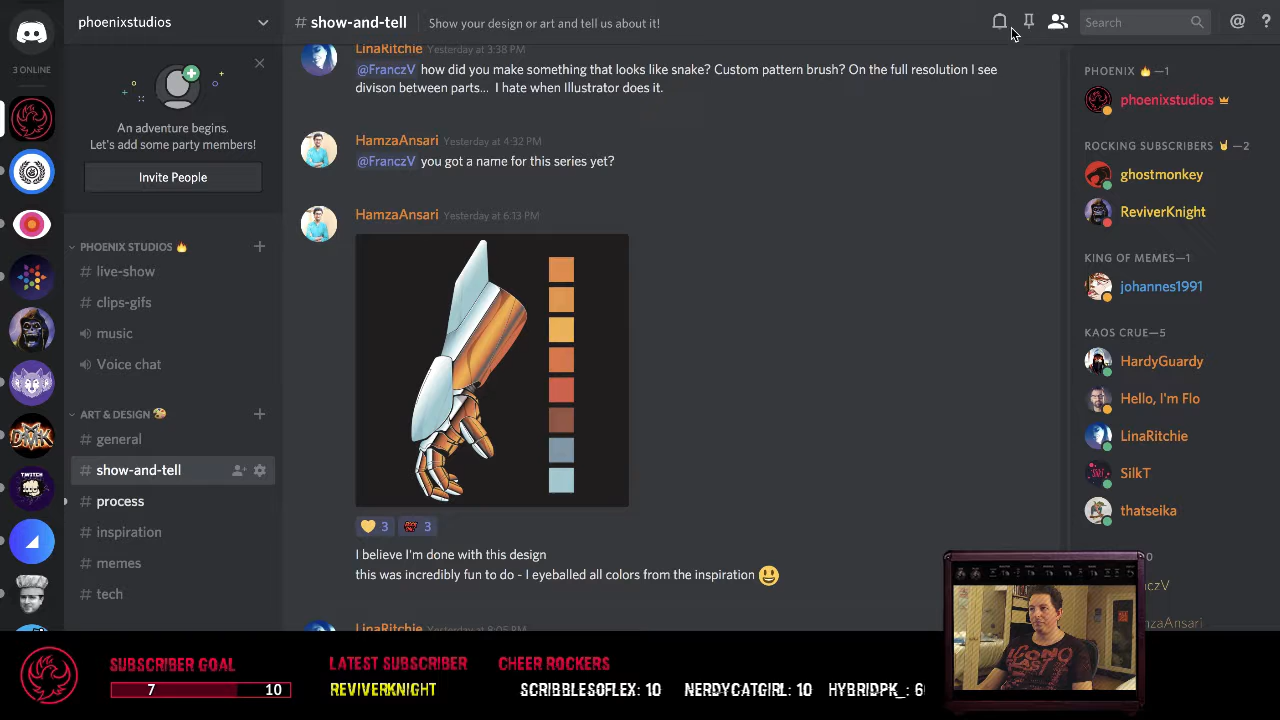 phoenixstudios
# show-and-tell
Show your design or art and tell us about it!
Search
3 ONLINE
An adventure begins.
Let's add some party members!
Invite People
PHOENIX STUDIOS 🔥
# live-show
# clips-gifs
music
Voice chat
ART & DESIGN 🎨
# general
# show-and-tell
# process
# inspiration
# memes
# tech
LinaRitchie Yesterday at 3:38 PM
@FranczV how did you make something that looks like snake? Custom pattern brush? On the full resolution I see
divison between parts... I hate when Illustrator does it.
HamzaAnsari Yesterday at 4:32 PM
@FranczV you got a name for this series yet?
HamzaAnsari Yesterday at 6:13 PM
💛 3 3
I believe I'm done with this design
this was incredibly fun to do - I eyeballed all colors from the inspiration 😃
LinaRitchie Yesterday at 8:05 PM
PHOENIX 🔥—1
phoenixstudios
ROCKING SUBSCRIBERS 🤘—2
ghostmonkey
ReviverKnight
KING OF MEMES—1
johannes1991
KAOS CRUE—5
HardyGuardy
Hello, I'm Flo
LinaRitchie
SilkT
thatseika
SUBSCRIBER GOAL
7 10
LATEST SUBSCRIBER
REVIVERKNIGHT
CHEER ROCKERS
SCRIBBLESOFLEX: 10 NERDYCATGIRL: 10 HYBRIDPK_: 6